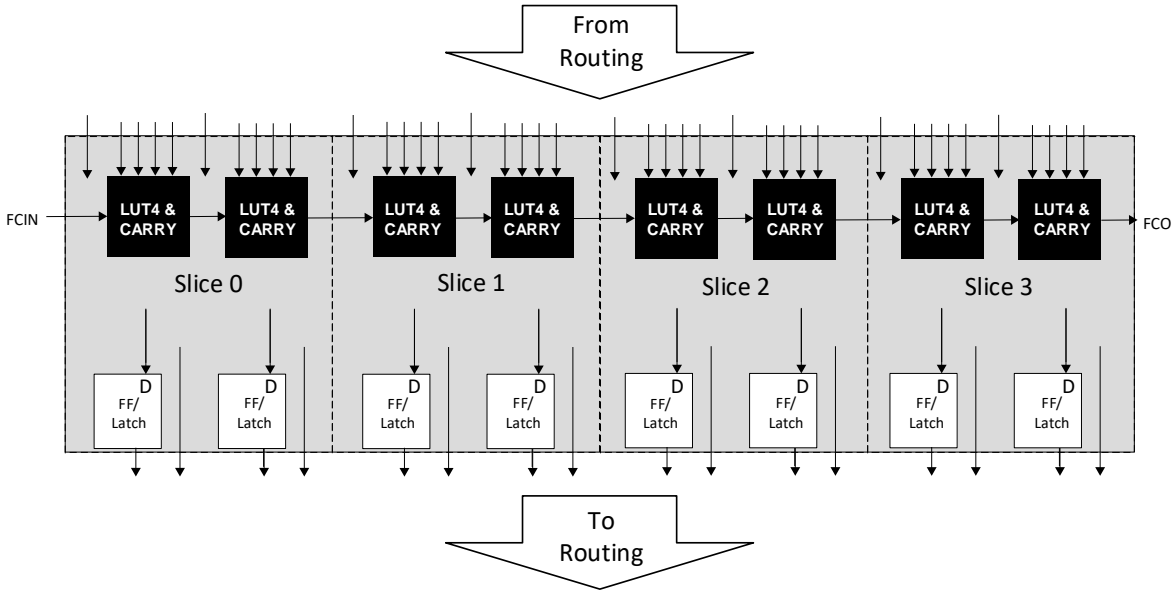 From
Routing
FCIN
LUT4 &
CARRY
LUT4 &
CARRY
LUT4 &
CARRY
LUT4 &
CARRY
LUT4 &
CARRY
LUT4 &
CARRY
LUT4 &
CARRY
LUT4 &
CARRY
FCO
Slice 0
Slice 1
Slice 2
Slice 3
D
FF/
Latch
D
FF/
Latch
D
FF/
Latch
D
FF/
Latch
D
FF/
Latch
D
FF/
Latch
D
FF/
Latch
D
FF/
Latch
To
Routing